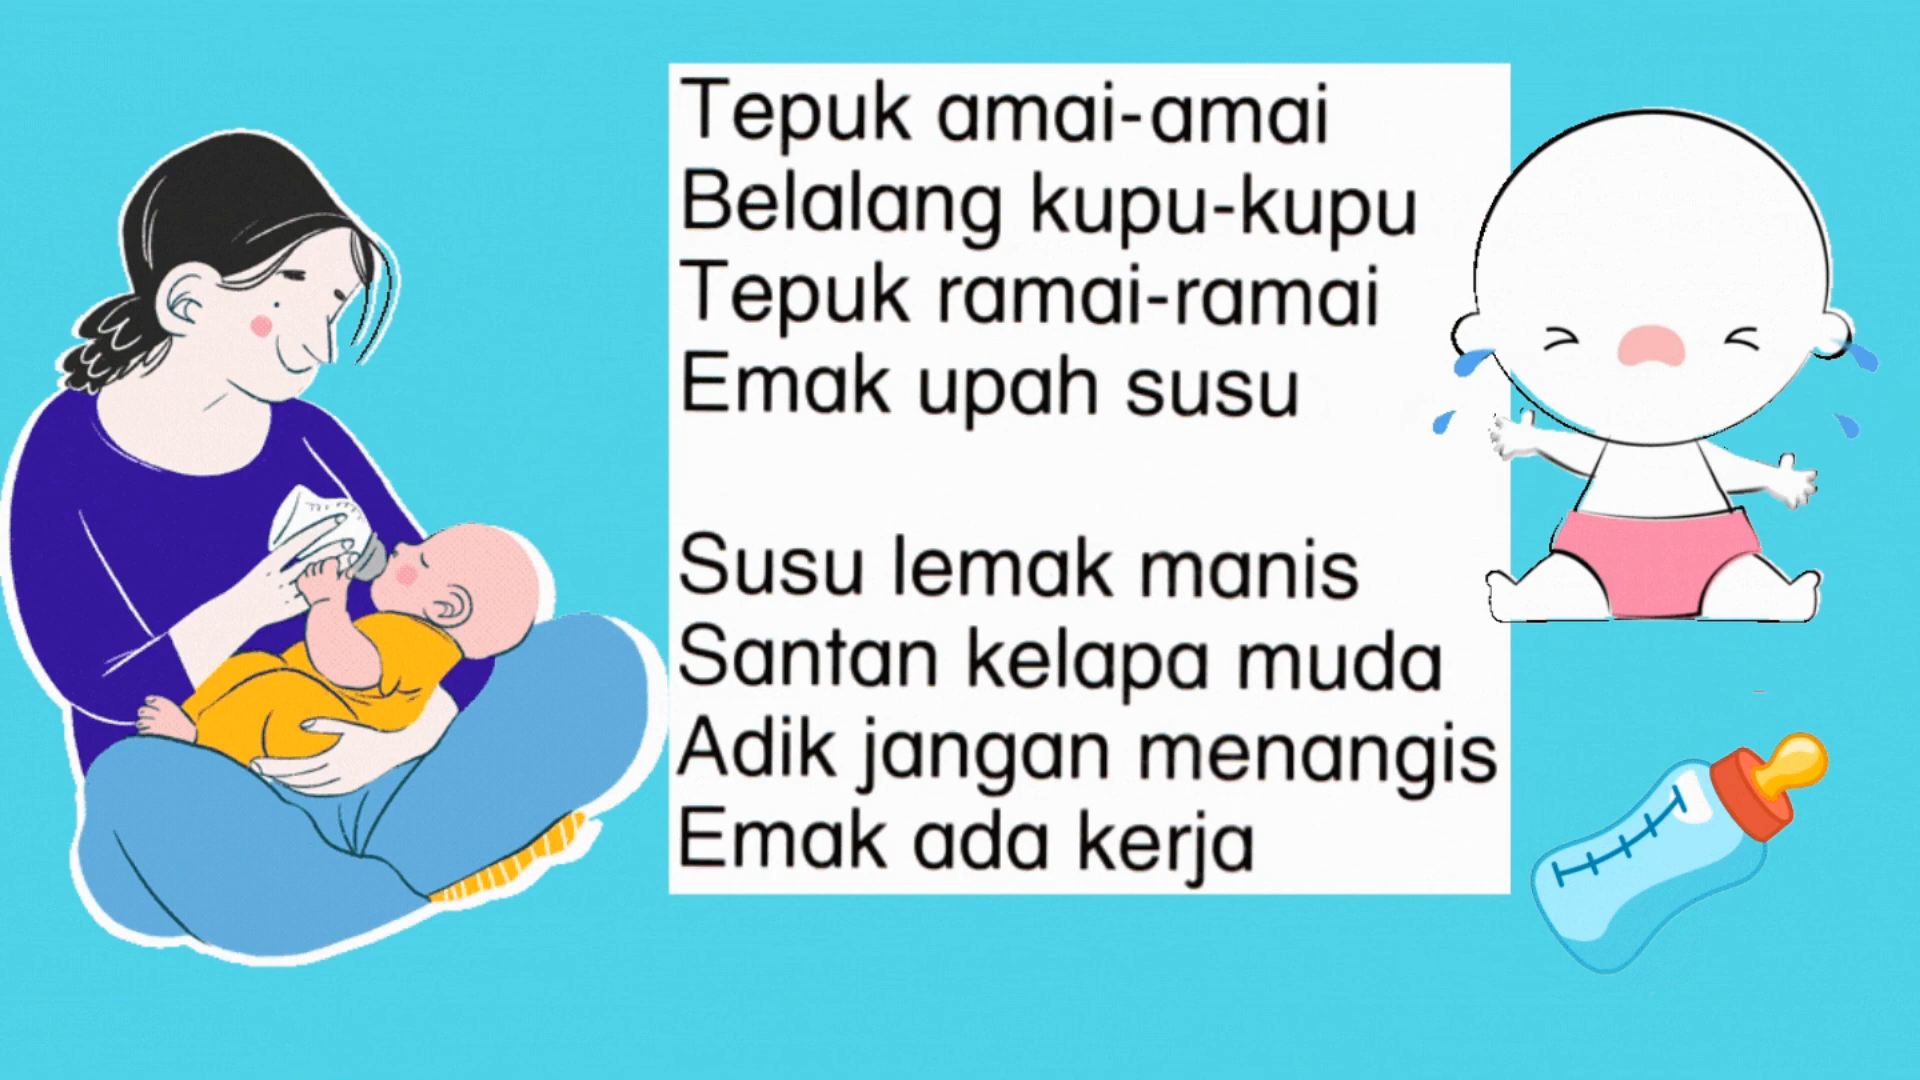 Tepuk amai-amai
Belalang kupu-kupu
Tepuk ramai-ramai
Emak upah susu
Susu lemak manis
Santan kelapa muda
Adik jangan menangis
Emak ada kerja